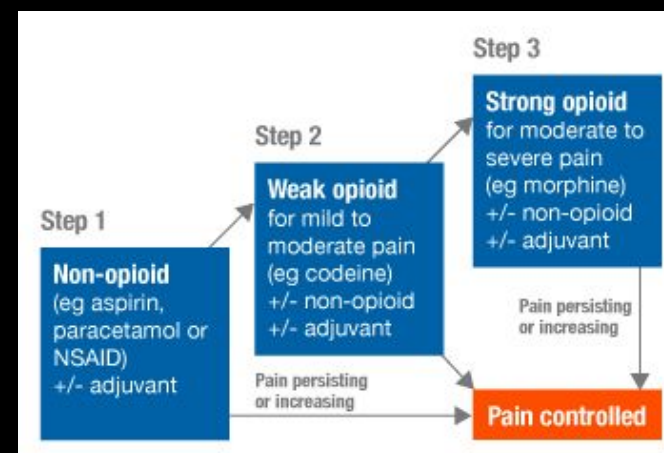 Step 1
Non-opioid
(eg aspirin,
paracetamol or
NSAID)
+/- adjuvant
Step 2
Weak opioid
for mild to
moderate pain
(eg codeine)
+/- non-opioid
+/- adjuvant
Step 3
Strong opioid
for moderate to
severe pain
(eg morphine)
+/- non-opioid
+/- adjuvant
Pain persisting
or increasing
Pain persisting
or increasing
Pain controlled